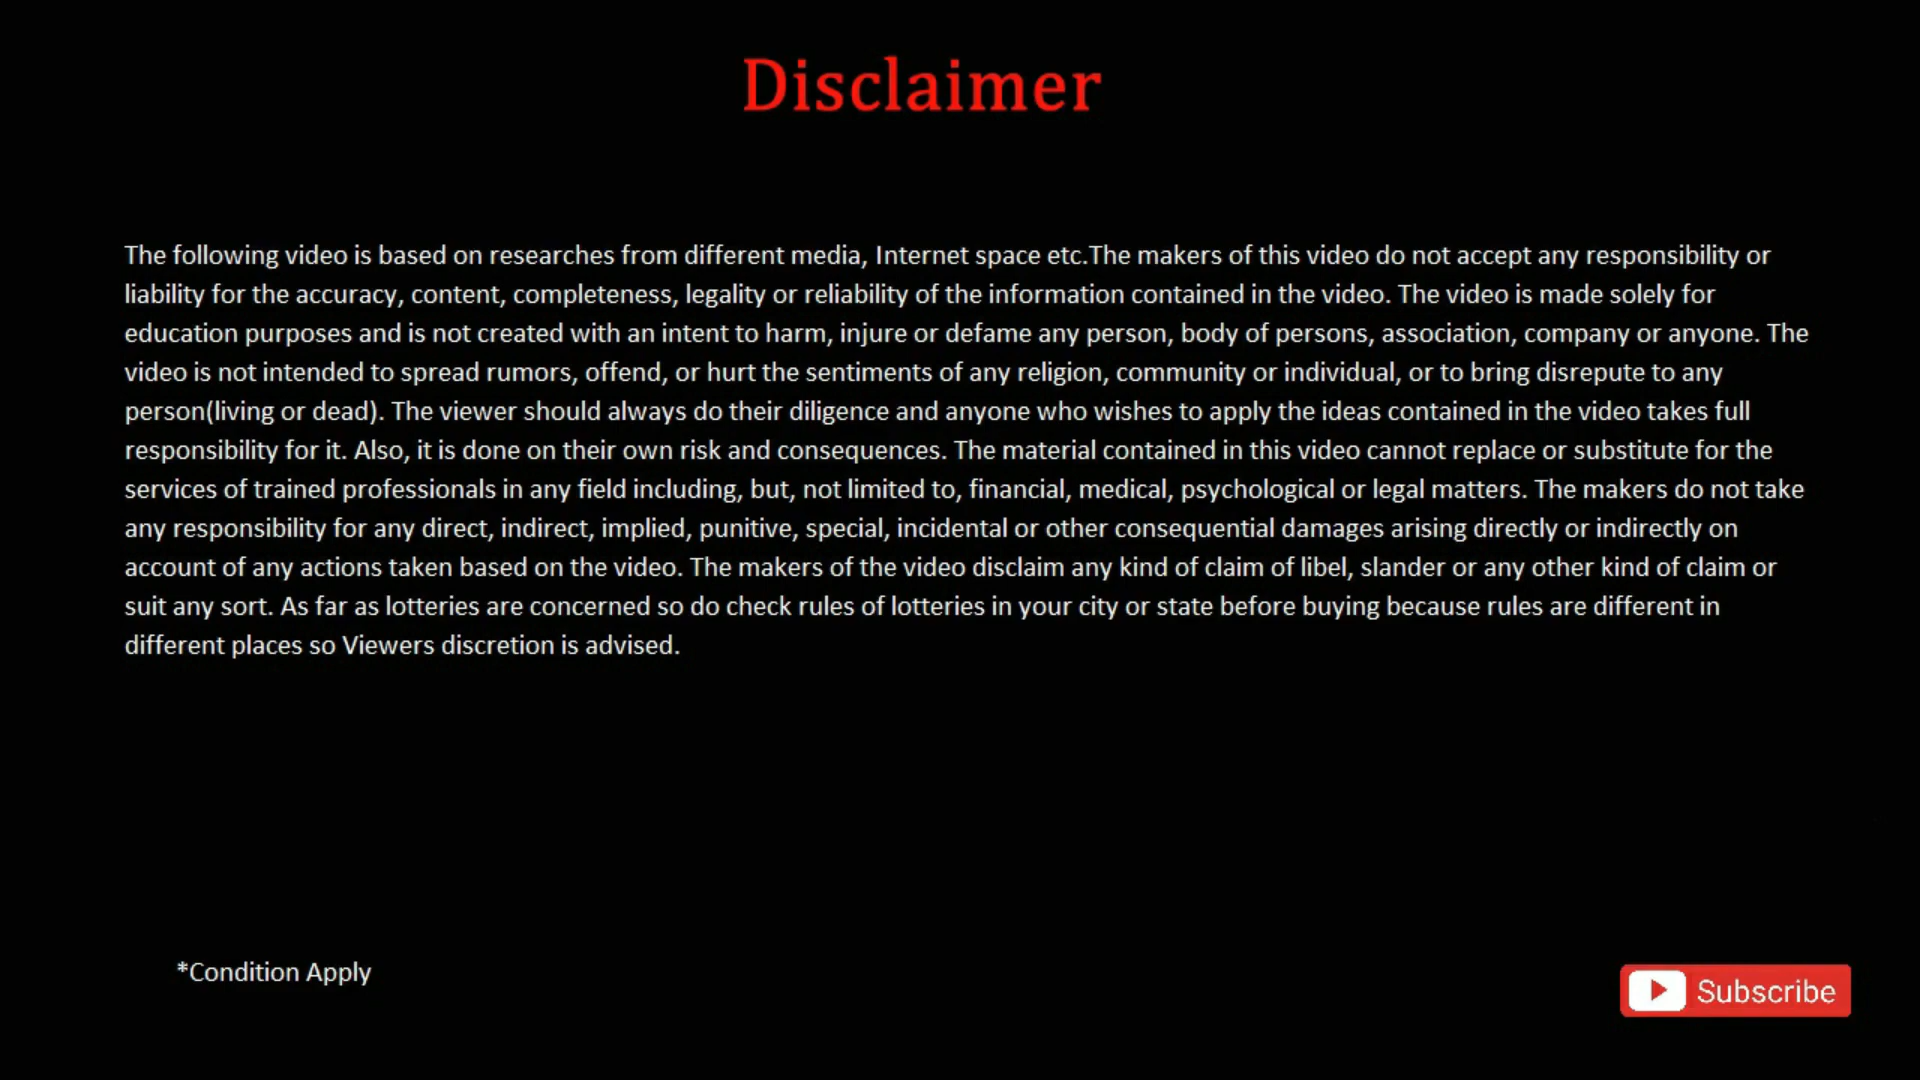 Disclaimer
The following video is based on researches from different media, Internet space etc.The makers of this video do not accept any responsibility or
liability for the accuracy, content, completeness, legality or reliability of the information contained in the video. The video is made solely for
education purposes and is not created with an intent to harm, injure or defame any person, body of persons, association, company or anyone. The
video is not intended to spread rumors, offend, or hurt the sentiments of any religion, community or individual, or to bring disrepute to any
person(living or dead). The viewer should always do their diligence and anyone who wishes to apply the ideas contained in the video takes full
responsibility for it. Also, it is done on their own risk and consequences. The material contained in this video cannot replace or substitute for the
services of trained professionals in any field including, but, not limited to, financial, medical, psychological or legal matters. The makers do not take
any responsibility for any direct, indirect, implied, punitive, special, incidental or other consequential damages arising directly or indirectly on
account of any actions taken based on the video. The makers of the video disclaim any kind of claim of libel, slander or any other kind of claim or
suit any sort. As far as lotteries are concerned so do check rules of lotteries in your city or state before buying because rules are different in
different places so Viewers discretion is advised.
*Condition Apply
Subscribe